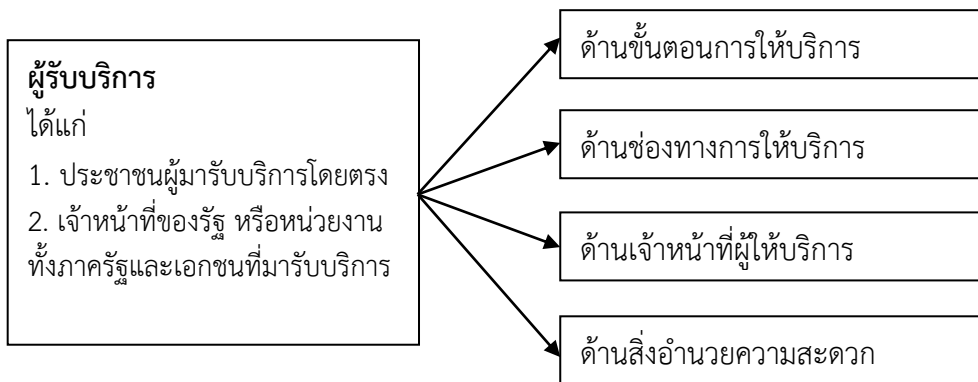 ผู้รับบริการ
ได้แก่
1. ประชาชนผู้มารับบริการโดยตรง
2. เจ้าหน้าที่ของรัฐ หรือหน่วยงาน
ทั้งภาครัฐและเอกชนที่มารับบริการ
ด้านขั้นตอนการให้บริการ
ด้านช่องทางการให้บริการ
ด้านเจ้าหน้าที่ผู้ให้บริการ
ด้านสิ่งอำนวยความสะดวก